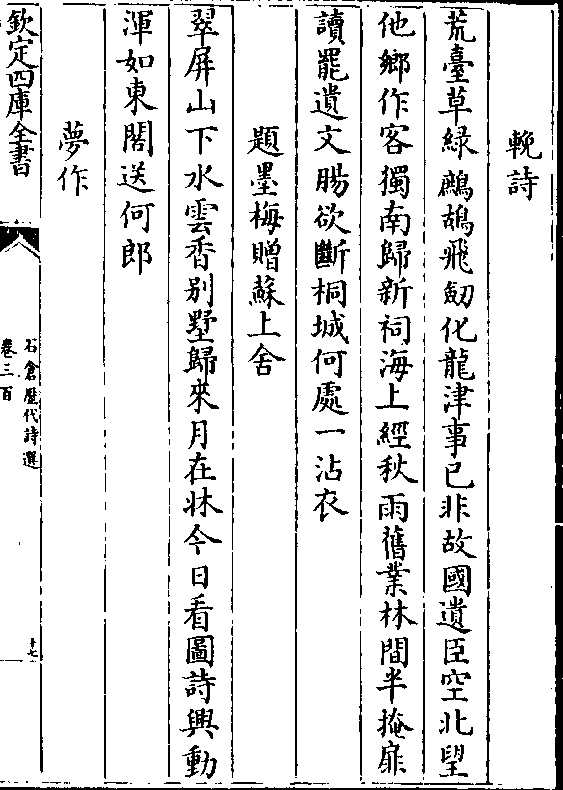 輓詩
荒臺草緑鷓鴣飛劒化龍津事已非故國遺臣空北望
他鄉作客獨南歸新祠海上經秋雨舊業林間半掩扉
讀罷遺文腸欲斷桐城何處一沾衣
題墨梅贈蘇上舍
翠屏山下水雲香别墅歸來月在牀今日看圖詩興動
渾如東閣送何郎
夢作
欽定四庫全書
石倉歴代詩選
卷三百
十七